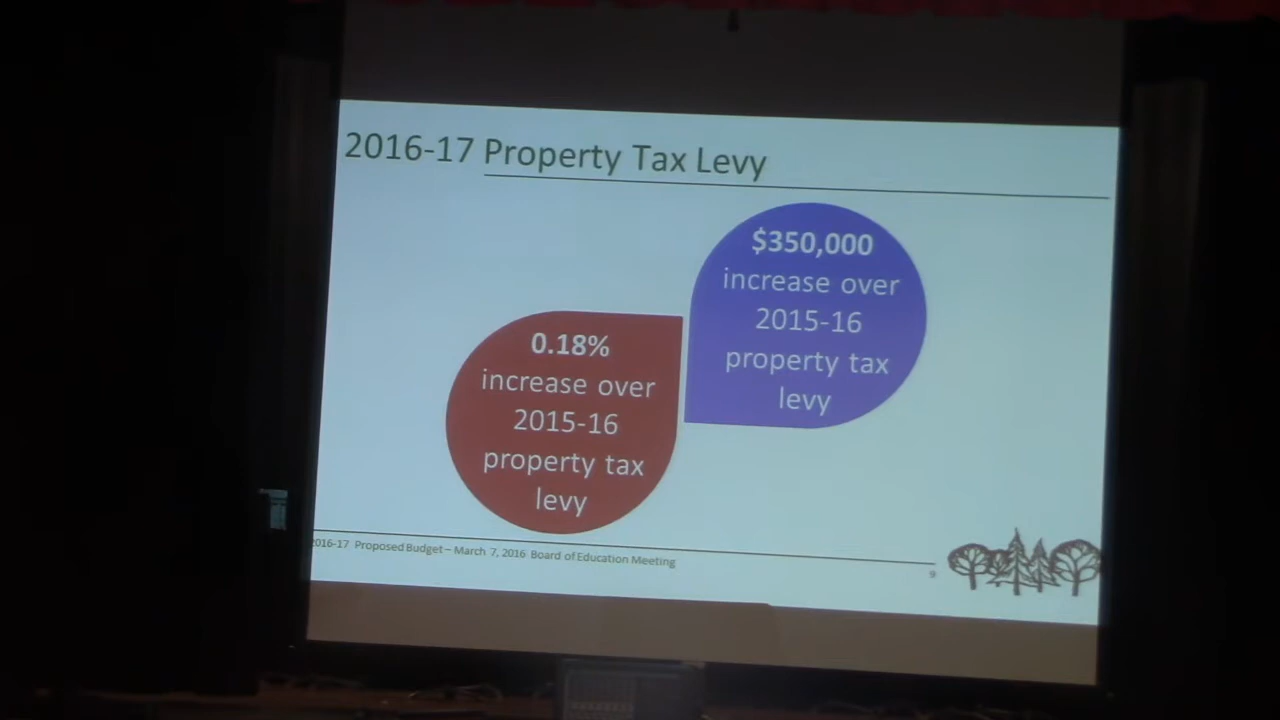 2016-17 Property Tax Levy
$350,000
increase over
2015-16
property tax
levy
0.18%
increase over
2015-16
property tax
levy
2016-17 Proposed Budget – March 7, 2016 Board of Education Meeting
9